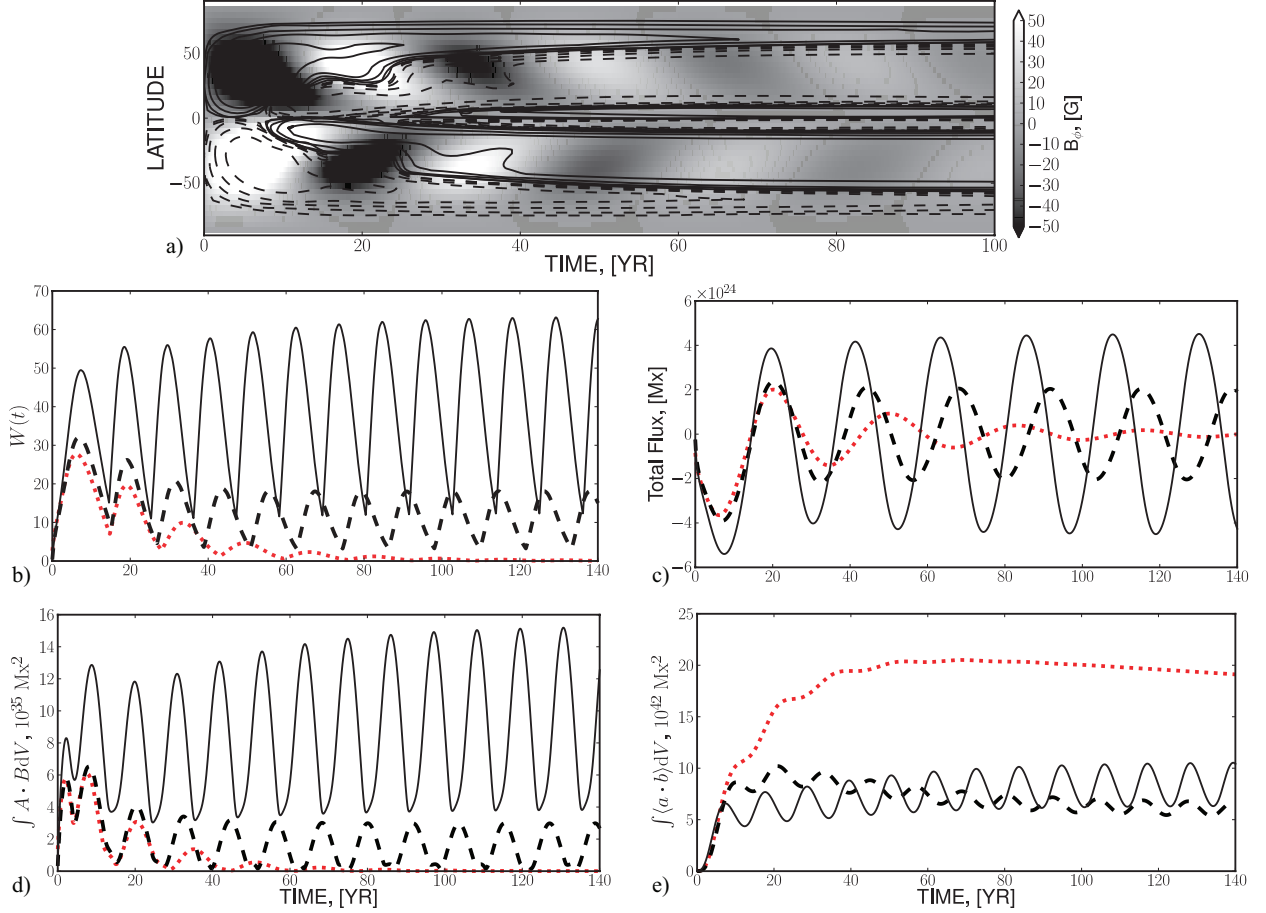 50
0
−50
LATITUDE
0 20 40 60 80 100
TIME, [YR]
a)
50
40
30
20
10
0
−10
−20
−30
−40
−50
B_ϕ, [G]
70
60
50
40
30
20
10
0
W(t)
0 20 40 60 80 100 120 140
b)
×10^24
6
4
2
0
−2
−4
−6
Total Flux, [Mx]
0 20 40 60 80 100 120 140
c)
16
14
12
10
8
6
4
2
0
∫ A · B dV, 10^35 Mx^2
0 20 40 60 80 100 120 140
TIME, [YR]
d)
25
20
15
10
5
0
∫ ⟨a · b⟩dV, 10^42 Mx^2
0 20 40 60 80 100 120 140
TIME, [YR]
e)